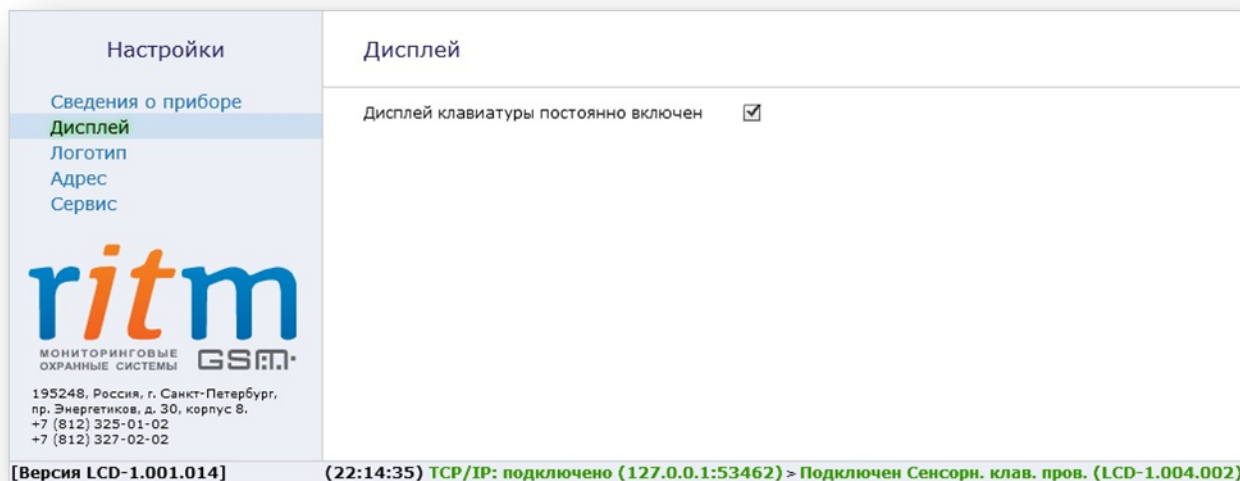 Настройки
Сведения о приборе
Дисплей
Логотип
Адрес
Сервис
ritm
МОНИТОРИНГОВЫЕ
ОХРАННЫЕ СИСТЕМЫ
GSM
195248, Россия, г. Санкт-Петербург,
пр. Энергетиков, д. 30, корпус 8.
+7 (812) 325-01-02
+7 (812) 327-02-02
Дисплей
Дисплей клавиатуры постоянно включен
[Версия LCD-1.001.014]
(22:14:35) TCP/IP: подключено (127.0.0.1:53462) > Подключен Сенсорн. клав. пров. (LCD-1.004.002)